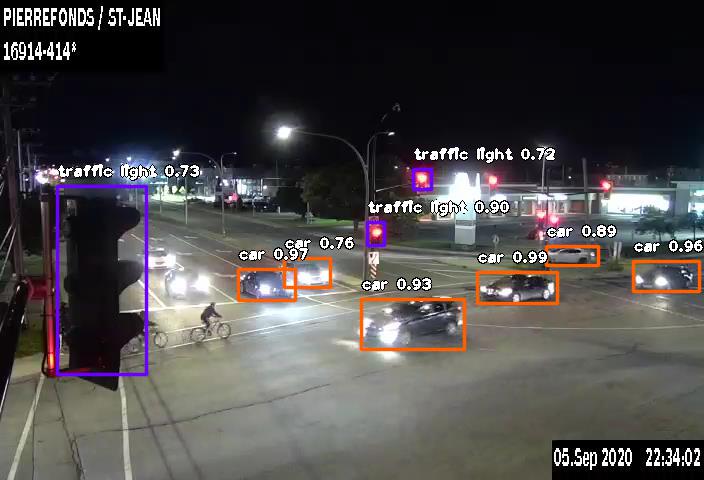 PIERREFONDS / ST-JEAN
16914-414*
traffic light 0.72
traffic light 0.73
traffic light 0.90
car 0.89
car 0.76
car 0.97
car 0.96
car 0.99
car 0.93
05.Sep 2020 22:34:02